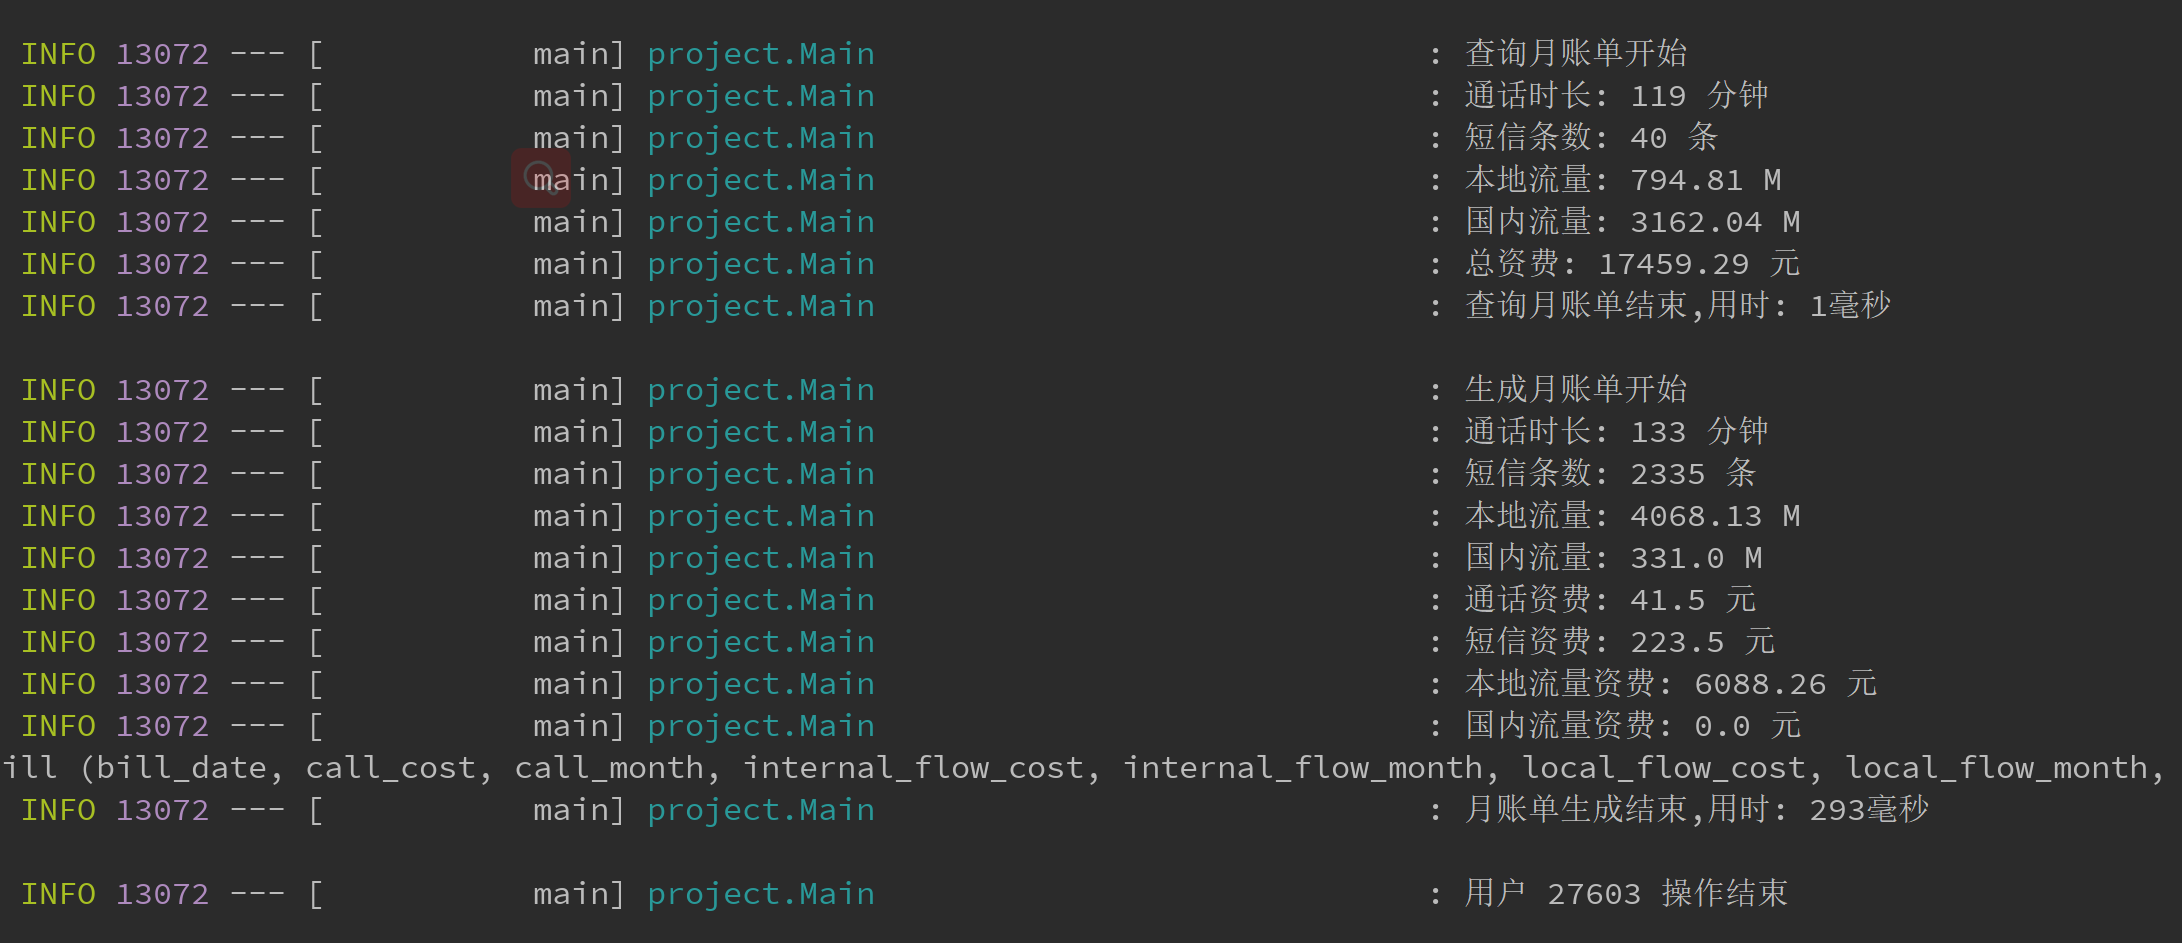 INFO 13072 --- [           main] project.Main                             : 查询月账单开始
INFO 13072 --- [           main] project.Main                             : 通话时长: 119 分钟
INFO 13072 --- [           main] project.Main                             : 短信条数: 40 条
INFO 13072 --- [           main] project.Main                             : 本地流量: 794.81 M
INFO 13072 --- [           main] project.Main                             : 国内流量: 3162.04 M
INFO 13072 --- [           main] project.Main                             : 总资费: 17459.29 元
INFO 13072 --- [           main] project.Main                             : 查询月账单结束,用时: 1毫秒
INFO 13072 --- [           main] project.Main                             : 生成月账单开始
INFO 13072 --- [           main] project.Main                             : 通话时长: 133 分钟
INFO 13072 --- [           main] project.Main                             : 短信条数: 2335 条
INFO 13072 --- [           main] project.Main                             : 本地流量: 4068.13 M
INFO 13072 --- [           main] project.Main                             : 国内流量: 331.0 M
INFO 13072 --- [           main] project.Main                             : 通话资费: 41.5 元
INFO 13072 --- [           main] project.Main                             : 短信资费: 223.5 元
INFO 13072 --- [           main] project.Main                             : 本地流量资费: 6088.26 元
INFO 13072 --- [           main] project.Main                             : 国内流量资费: 0.0 元
ill (bill_date, call_cost, call_month, internal_flow_cost, internal_flow_month, local_flow_cost, local_flow_month,
INFO 13072 --- [           main] project.Main                             : 月账单生成结束,用时: 293毫秒
INFO 13072 --- [           main] project.Main                             : 用户 27603 操作结束